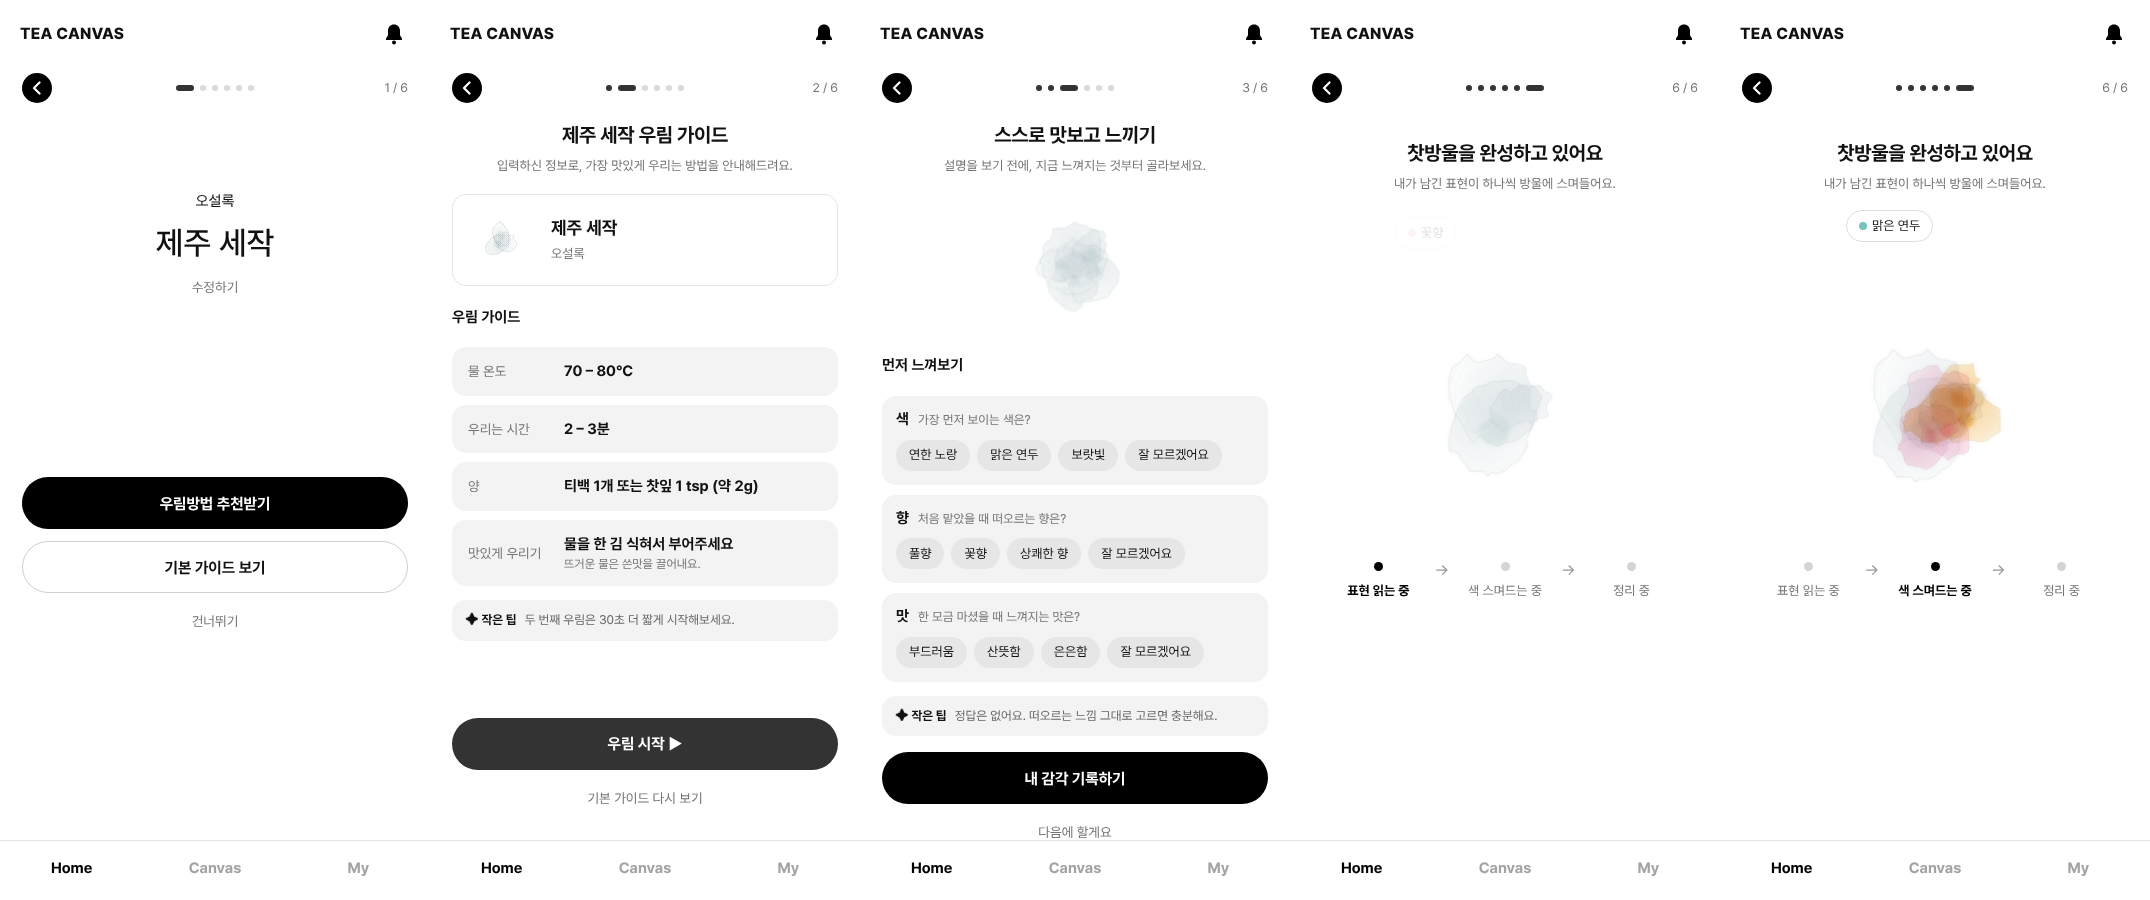 TEA CANVAS
1 / 6
오설록
제주 세작
수정하기
우림방법 추천받기
기본 가이드 보기
건너뛰기
Home Canvas My
TEA CANVAS
2 / 6
제주 세작 우림 가이드
입력하신 정보로, 가장 맛있게 우리는 방법을 안내해드려요.
제주 세작
오설록
우림 가이드
물 온도 70 – 80°C
우리는 시간 2 – 3분
양 티백 1개 또는 찻잎 1 tsp (약 2g)
맛있게 우리기 물을 한 김 식혀서 부어주세요
뜨거운 물은 쓴맛을 끌어내요.
✦ 작은 팁 두 번째 우림은 30초 더 짧게 시작해보세요.
우림 시작 ▶
기본 가이드 다시 보기
Home Canvas My
TEA CANVAS
3 / 6
스스로 맛보고 느끼기
설명을 보기 전에, 지금 느껴지는 것부터 골라보세요.
먼저 느껴보기
색 가장 먼저 보이는 색은?
연한 노랑 맑은 연두 보랏빛 잘 모르겠어요
향 처음 맡았을 때 떠오르는 향은?
풀향 꽃향 상쾌한 향 잘 모르겠어요
맛 한 모금 마셨을 때 느껴지는 맛은?
부드러움 산뜻함 은은함 잘 모르겠어요
✦ 작은 팁 정답은 없어요. 떠오르는 느낌 그대로 고르면 충분해요.
내 감각 기록하기
다음에 할게요
Home Canvas My
TEA CANVAS
6 / 6
찻방울을 완성하고 있어요
내가 남긴 표현이 하나씩 방울에 스며들어요.
꽃향
표현 읽는 중 → 색 스며드는 중 → 정리 중
Home Canvas My
TEA CANVAS
6 / 6
찻방울을 완성하고 있어요
내가 남긴 표현이 하나씩 방울에 스며들어요.
맑은 연두
표현 읽는 중 → 색 스며드는 중 → 정리 중
Home Canvas My